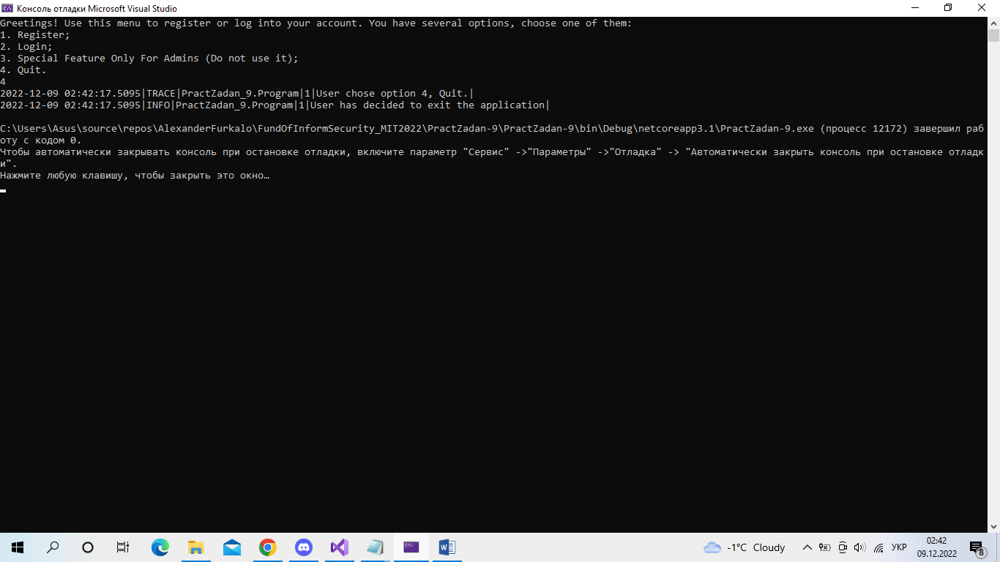 Консоль отладки Microsoft Visual Studio
Greetings! Use this menu to register or log into your account. You have several options, choose one of them:
1. Register;
2. Login;
3. Special Feature Only For Admins (Do not use it);
4. Quit.
4
2022-12-09 02:42:17.5095|TRACE|PractZadan_9.Program|1|User chose option 4, Quit.|
2022-12-09 02:42:17.5095|INFO|PractZadan_9.Program|1|User has decided to exit the application|
C:\Users\Asus\source\repos\AlexanderFurkalo\FundOfInformSecurity_MIT2022\PractZadan-9\PractZadan-9\bin\Debug\netcoreapp3.1\PractZadan-9.exe (процесс 12172) завершил раб
оту с кодом 0.
Чтобы автоматически закрывать консоль при остановке отладки, включите параметр "Сервис" ->"Параметры" ->"Отладка" -> "Автоматически закрыть консоль при остановке отладк
и".
Нажмите любую клавишу, чтобы закрыть это окно…
-1°C Cloudy
УКР
02:42
09.12.2022
8